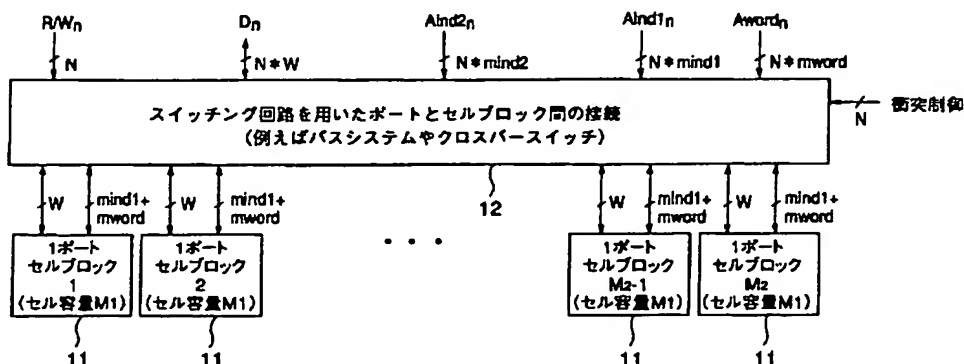 R/Wn Dn AInd2n AInd1n Awordn
N N*W N*mind2 N*mind1 N*mword
スイッチング回路を用いたポートとセルブロック間の接続
(例えばバスシステムやクロスバースイッチ)
衝突制御
N
12
W mind1+
mword
W mind1+
mword
W mind1+
mword
W mind1+
mword
1ポート
セルブロック
1
(セル容量M1)
1ポート
セルブロック
2
(セル容量M1)
• • •
1ポート
セルブロック
M2-1
(セル容量M1)
1ポート
セルブロック
M2
(セル容量M1)
11 11 11 11